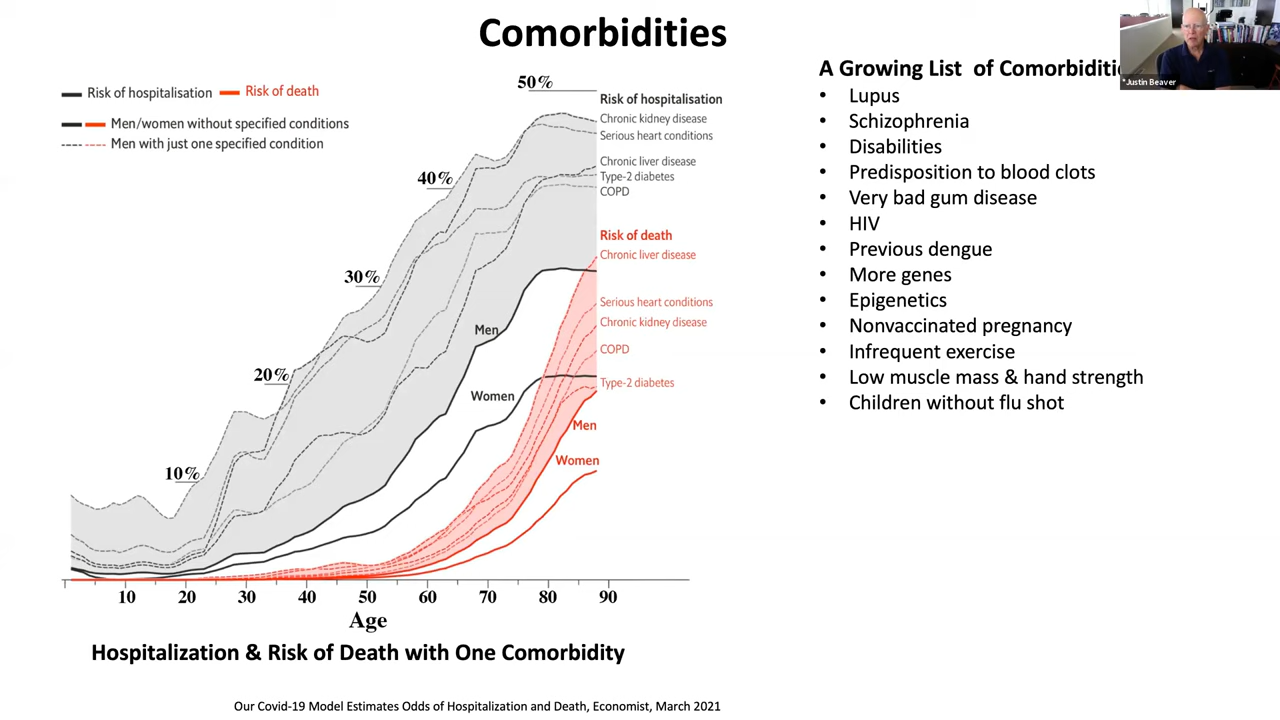 Comorbidities
Risk of hospitalisation
Risk of death
Men/women without specified conditions
Men with just one specified condition
50%
40%
30%
20%
10%
Risk of hospitalisation
Chronic kidney disease
Serious heart conditions
Chronic liver disease
Type-2 diabetes
COPD
Risk of death
Chronic liver disease
Serious heart conditions
Chronic kidney disease
COPD
Type-2 diabetes
Men
Women
Men
Women
10 20 30 40 50 60 70 80 90
Age
Hospitalization & Risk of Death with One Comorbidity
Our Covid-19 Model Estimates Odds of Hospitalization and Death, Economist, March 2021
A Growing List of Comorbiditi
• Lupus
• Schizophrenia
• Disabilities
• Predisposition to blood clots
• Very bad gum disease
• HIV
• Previous dengue
• More genes
• Epigenetics
• Nonvaccinated pregnancy
• Infrequent exercise
• Low muscle mass & hand strength
• Children without flu shot
*Justin Beaver